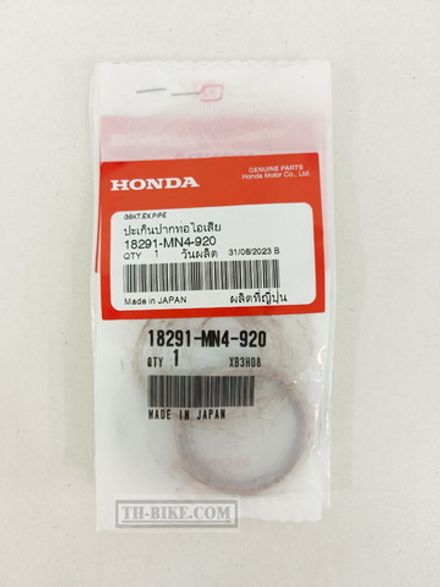 HONDA
GENUINE PARTS
Honda Motor Co., Ltd.
GSKT,EX.PIPE
ปะเก็นปากท่อไอเสีย
18291-MN4-920
QTY 1 วันผลิต 31/08/2023 B
Made in JAPAN ผลิตที่ญี่ปุ่น
18291-MN4-920
QTY 1 XB3H08
MADE IN JAPAN
TH-BIKE.COM